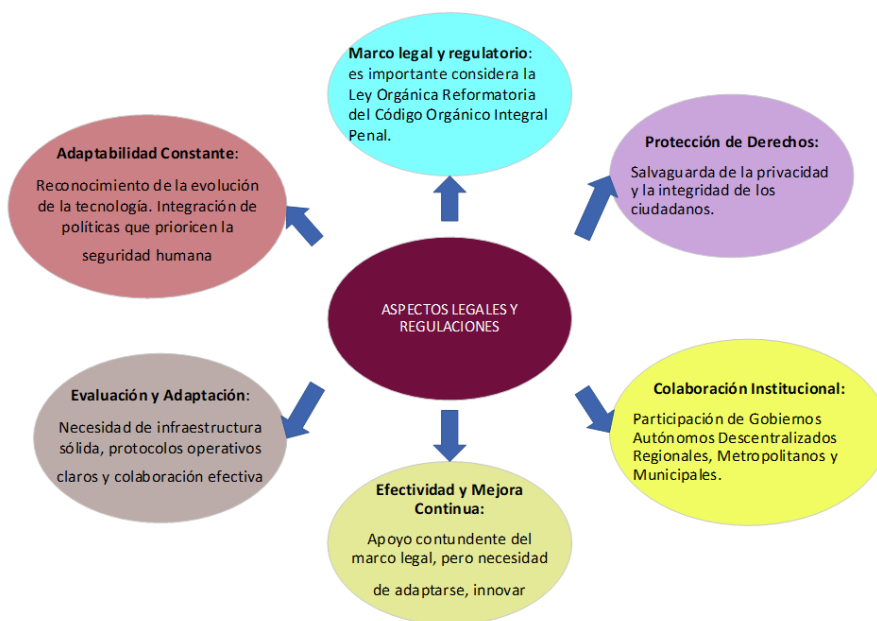 Marco legal y regulatorio:
es importante considera la
Ley Orgánica Reformatoria
del Código Orgánico Integral
Penal.
Protección de Derechos:
Salvaguarda de la privacidad
y la integridad de los
ciudadanos.
Adaptabilidad Constante:
Reconocimiento de la evolución
de la tecnología. Integración de
políticas que prioricen la
seguridad humana
ASPECTOS LEGALES Y
REGULACIONES
Evaluación y Adaptación:
Necesidad de infraestructura
sólida, protocolos operativos
claros y colaboración efectiva
Colaboración Institucional:
Participación de Gobiernos
Autónomos Descentralizados
Regionales, Metropolitanos y
Municipales.
Efectividad y Mejora
Continua:
Apoyo contundente del
marco legal, pero necesidad
de adaptarse, innovar